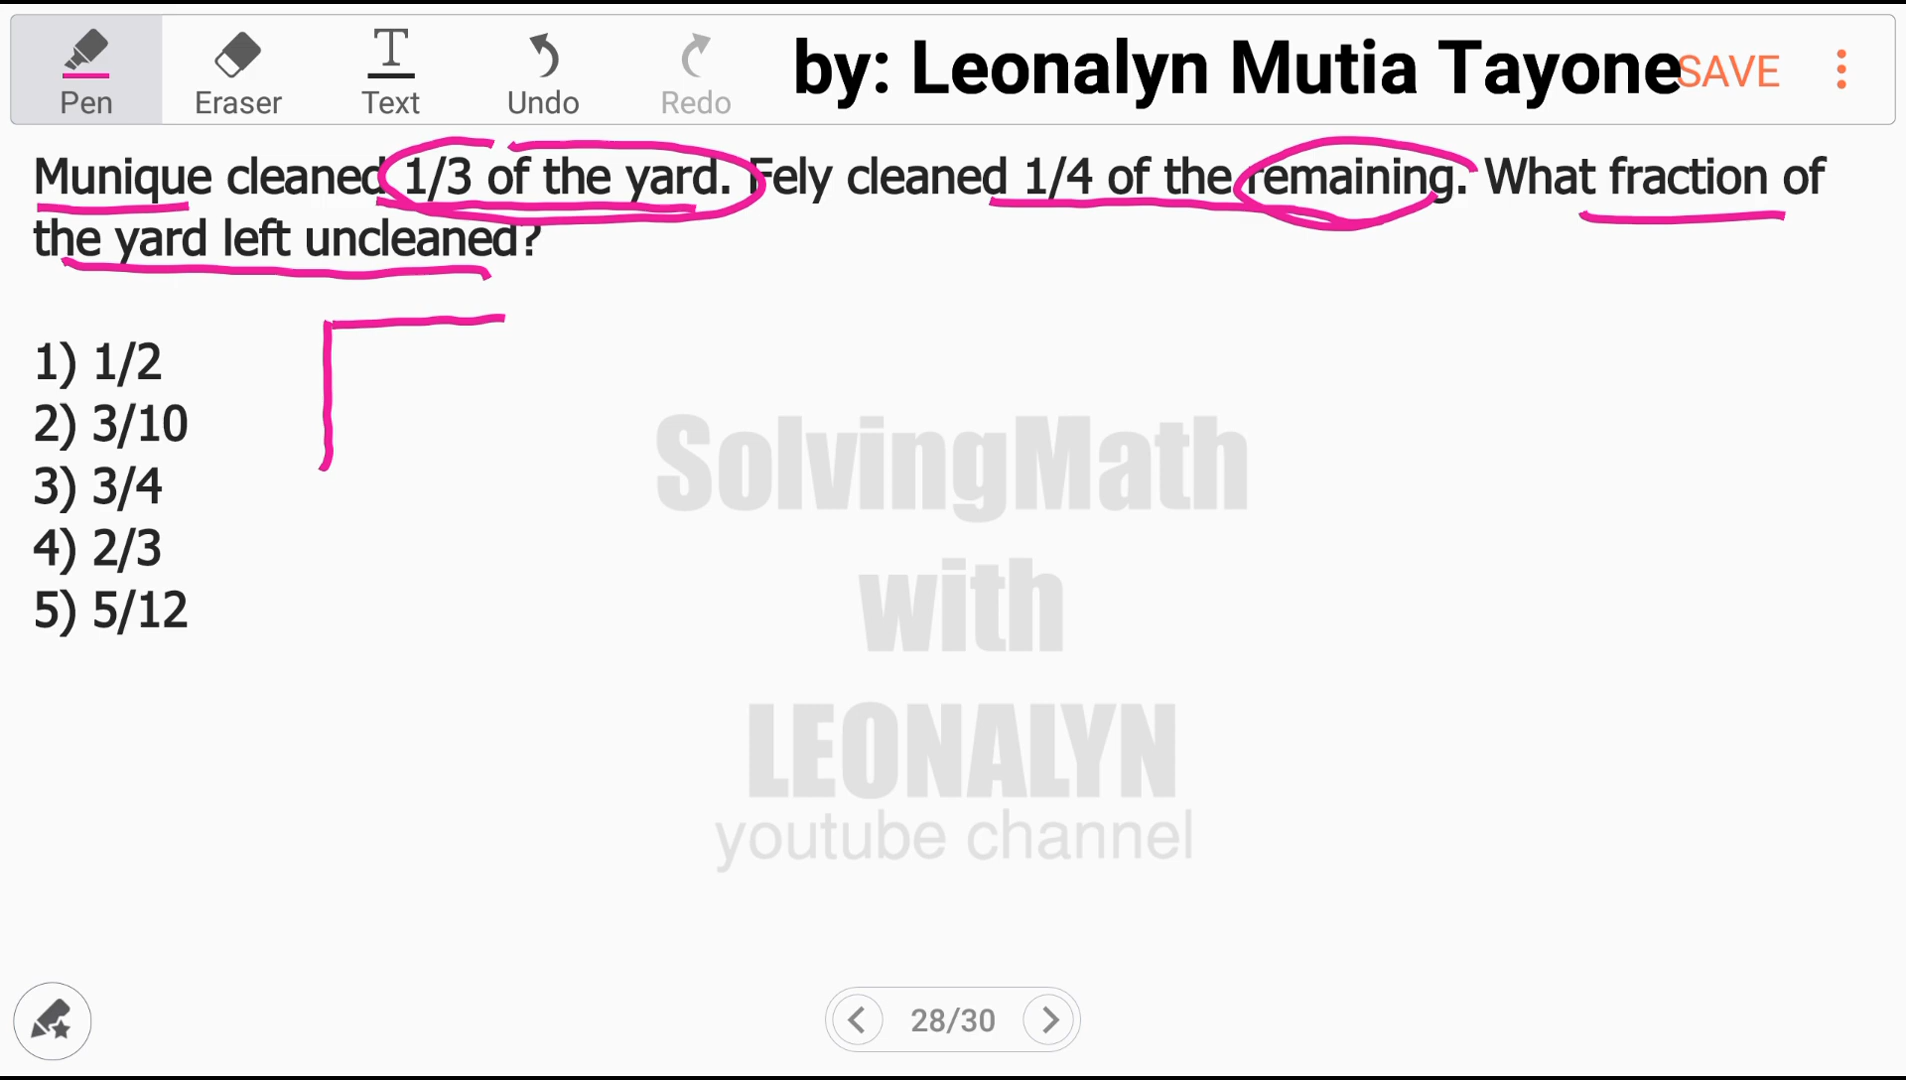 Pen
Eraser
Text
Undo
Redo
by: Leonalyn Mutia Tayone
SAVE
Munique cleaned 1/3 of the yard. Fely cleaned 1/4 of the remaining. What fraction of
the yard left uncleaned?
1) 1/2
2) 3/10
3) 3/4
4) 2/3
5) 5/12
SolvingMath
with
LEONALYN
youtube channel
28/30